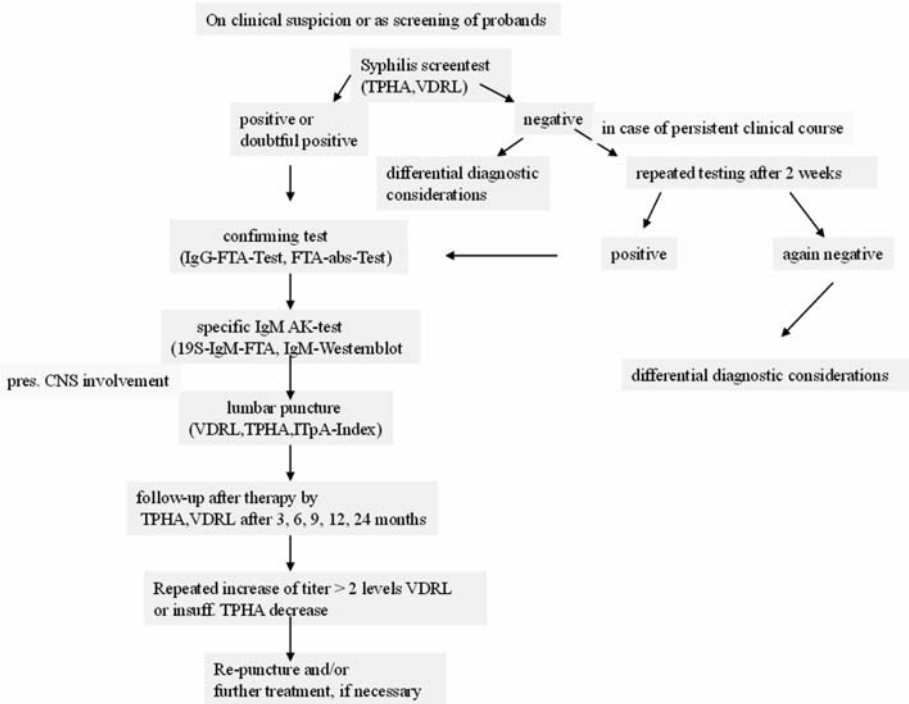 On clinical suspicion or as screening of probands
Syphilis screentest
(TPHA,VDRL)
positive or
doubtful positive
negative
in case of persistent clinical course
differential diagnostic
considerations
repeated testing after 2 weeks
confirming test
(IgG-FTA-Test, FTA-abs-Test)
positive
again negative
specific IgM AK-test
(19S-IgM-FTA, IgM-Westernblot
pres. CNS involvement
differential diagnostic considerations
lumbar puncture
(VDRL,TPHA,ITpA-Index)
follow-up after therapy by
TPHA,VDRL after 3, 6, 9, 12, 24 months
Repeated increase of titer > 2 levels VDRL
or insuff. TPHA decrease
Re-puncture and/or
further treatment, if necessary